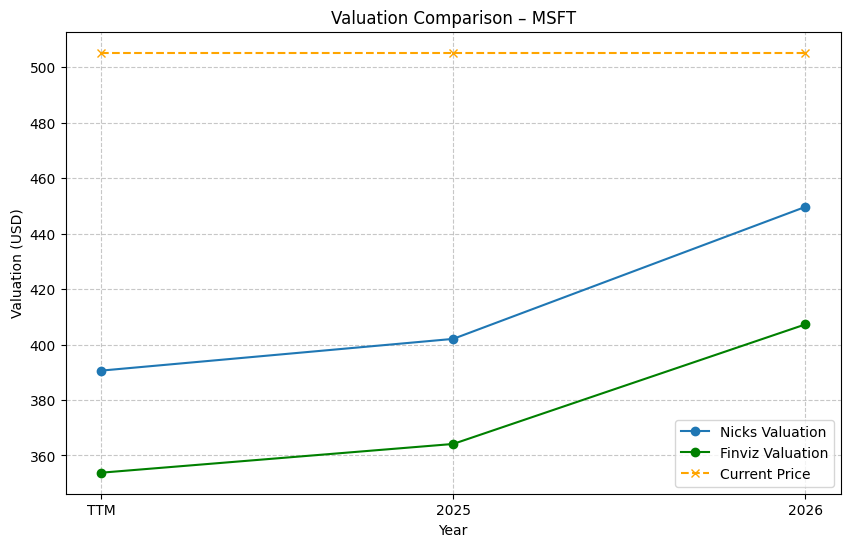 Valuation Comparison – MSFT
Valuation (USD)
500
480
460
440
420
400
380
360
TTM
2025
2026
Year
Nicks Valuation
Finviz Valuation
Current Price